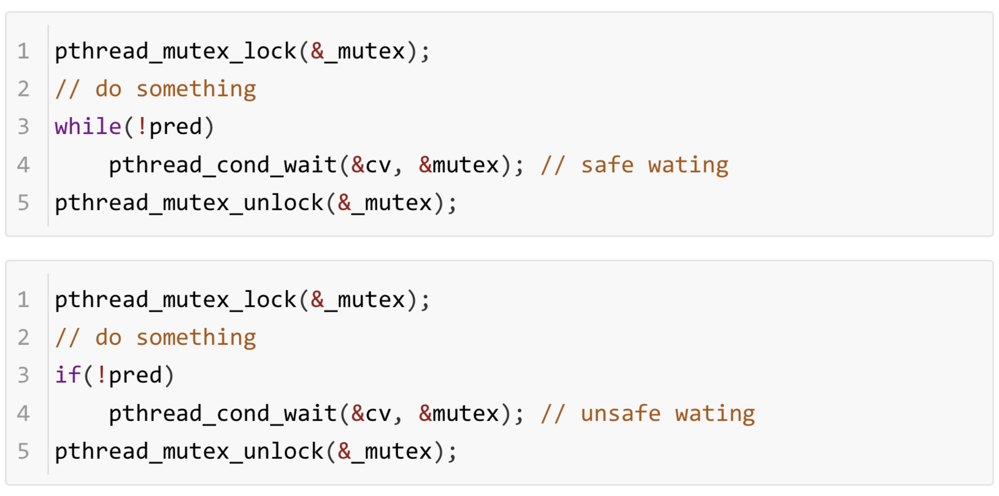 1 pthread_mutex_lock(&_mutex);
2 // do something
3 while(!pred)
4     pthread_cond_wait(&cv, &mutex); // safe wating
5 pthread_mutex_unlock(&_mutex);
1 pthread_mutex_lock(&_mutex);
2 // do something
3 if(!pred)
4     pthread_cond_wait(&cv, &mutex); // unsafe wating
5 pthread_mutex_unlock(&_mutex);